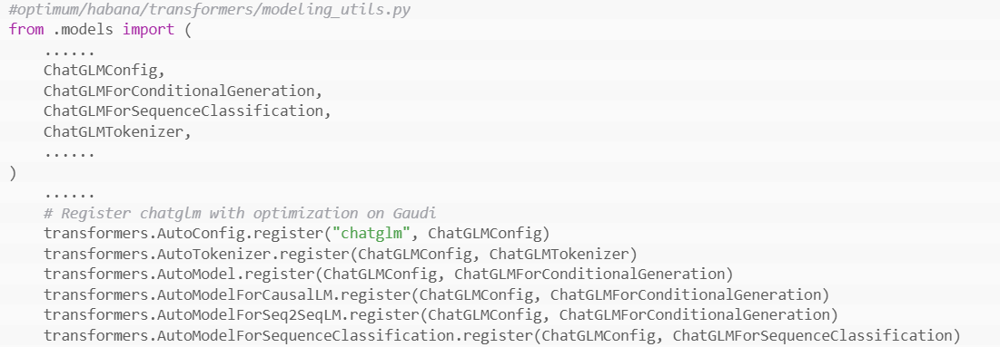 #optimum/habana/transformers/modeling_utils.py
from .models import (
    ......
    ChatGLMConfig,
    ChatGLMForConditionalGeneration,
    ChatGLMForSequenceClassification,
    ChatGLMTokenizer,
    ......
)
    ......
    # Register chatglm with optimization on Gaudi
    transformers.AutoConfig.register("chatglm", ChatGLMConfig)
    transformers.AutoTokenizer.register(ChatGLMConfig, ChatGLMTokenizer)
    transformers.AutoModel.register(ChatGLMConfig, ChatGLMForConditionalGeneration)
    transformers.AutoModelForCausalLM.register(ChatGLMConfig, ChatGLMForConditionalGeneration)
    transformers.AutoModelForSeq2SeqLM.register(ChatGLMConfig, ChatGLMForConditionalGeneration)
    transformers.AutoModelForSequenceClassification.register(ChatGLMConfig, ChatGLMForSequenceClassification)